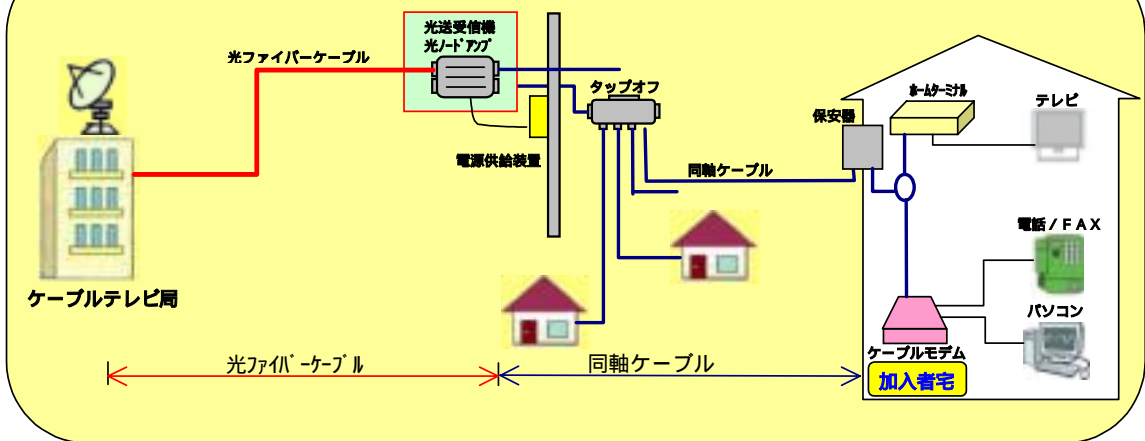 光送受信機
光ノードアンプ
光ファイバーケーブル
タップオフ
ホームターミナル
テレビ
保安器
電源供給装置
同軸ケーブル
電話/FAX
ケーブルテレビ局
パソコン
ケーブルモデム
光ファイバーケーブル
同軸ケーブル
加入者宅